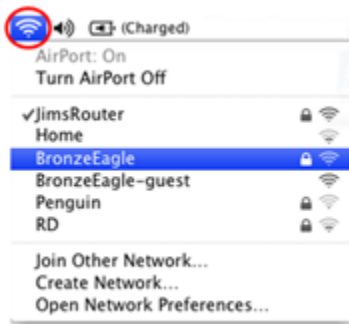 (Charged)
AirPort: On
Turn AirPort Off
✓JimsRouter
Home
BronzeEagle
BronzeEagle-guest
Penguin
RD
Join Other Network...
Create Network...
Open Network Preferences...